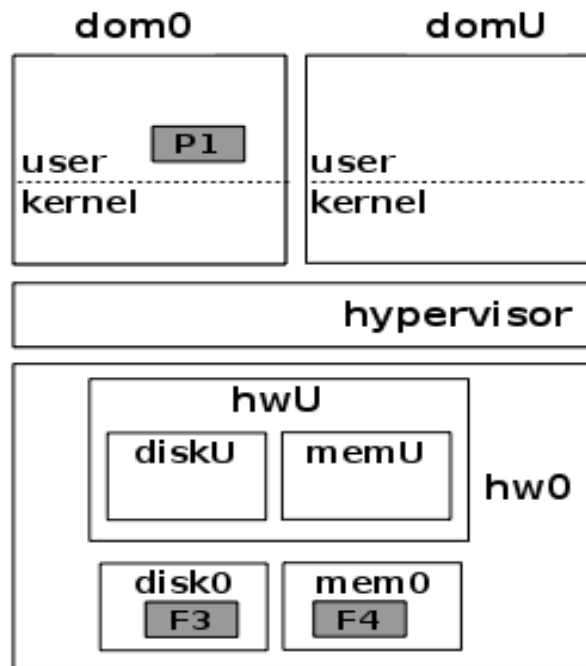 dom0 domU
P1
user user
kernel kernel
hypervisor
hwU
diskU memU
hw0
disk0 mem0
F3 F4